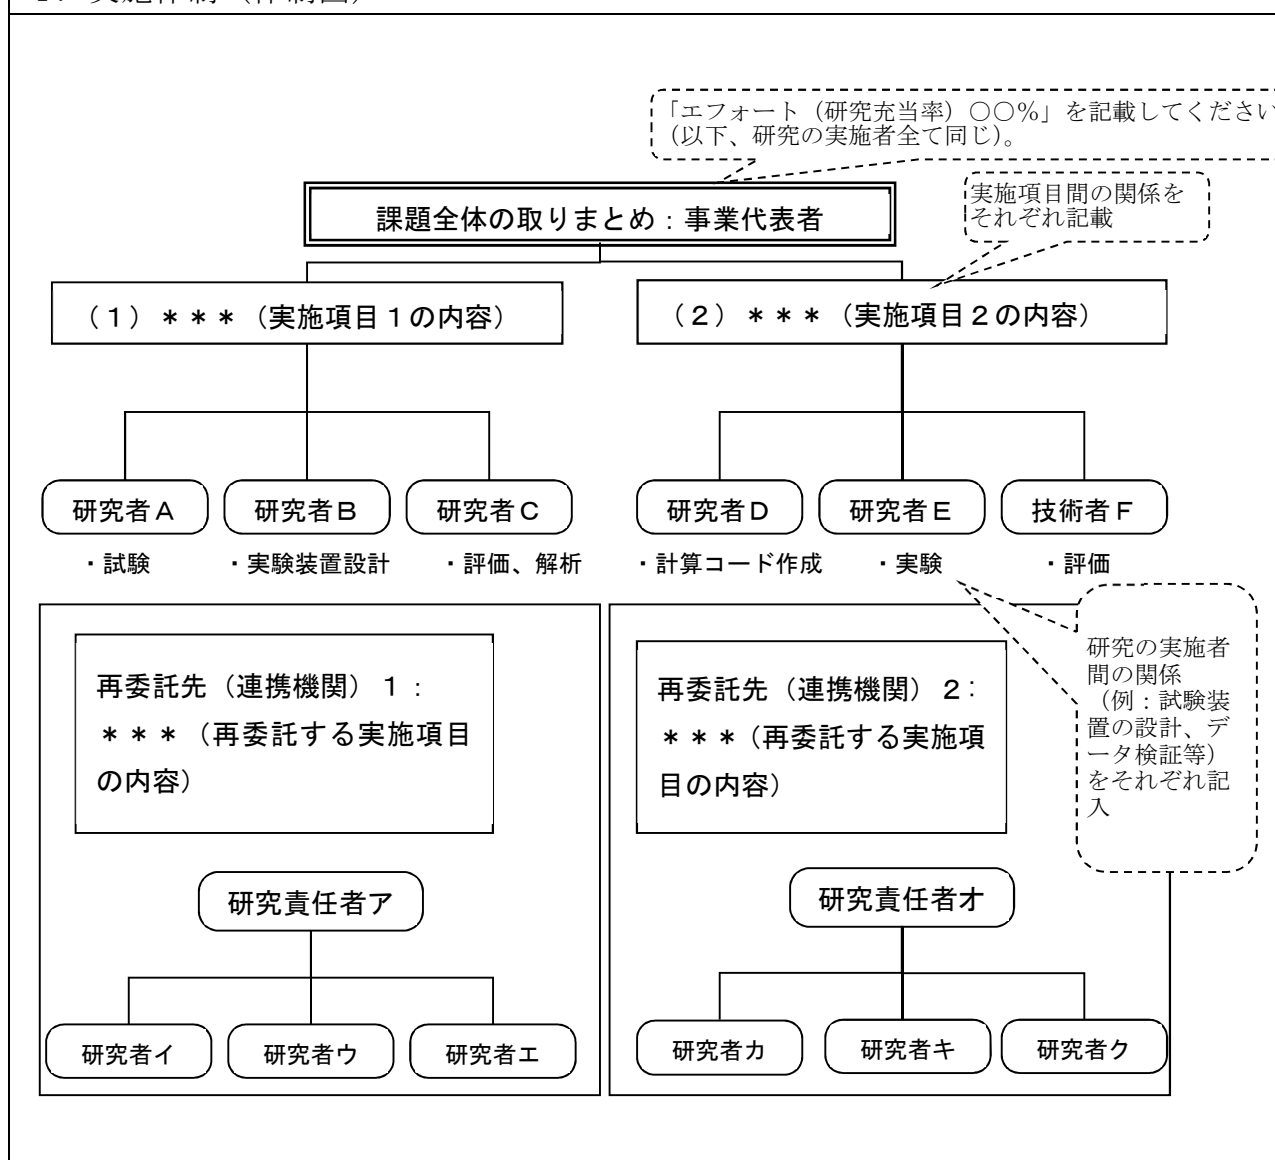 「エフォート（研究充当率）○○％」を記載してください
（以下、研究の実施者全て同じ）。
実施項目間の関係を
それぞれ記載
課題全体の取りまとめ：事業代表者
（１）＊＊＊（実施項目１の内容）
（２）＊＊＊（実施項目２の内容）
研究者Ａ
研究者Ｂ
研究者Ｃ
研究者Ｄ
研究者Ｅ
技術者Ｆ
・試験
・実験装置設計
・評価、解析
・計算コード作成
・実験
・評価
再委託先（連携機関）１：
＊＊＊（再委託する実施項目
の内容）
再委託先（連携機関）２：
＊＊＊（再委託する実施項
目の内容）
研究の実施者
間の関係
（例：試験装
置の設計、デ
ータ検証等）
をそれぞれ記
入
研究責任者ア
研究責任者オ
研究者イ
研究者ウ
研究者エ
研究者カ
研究者キ
研究者ク